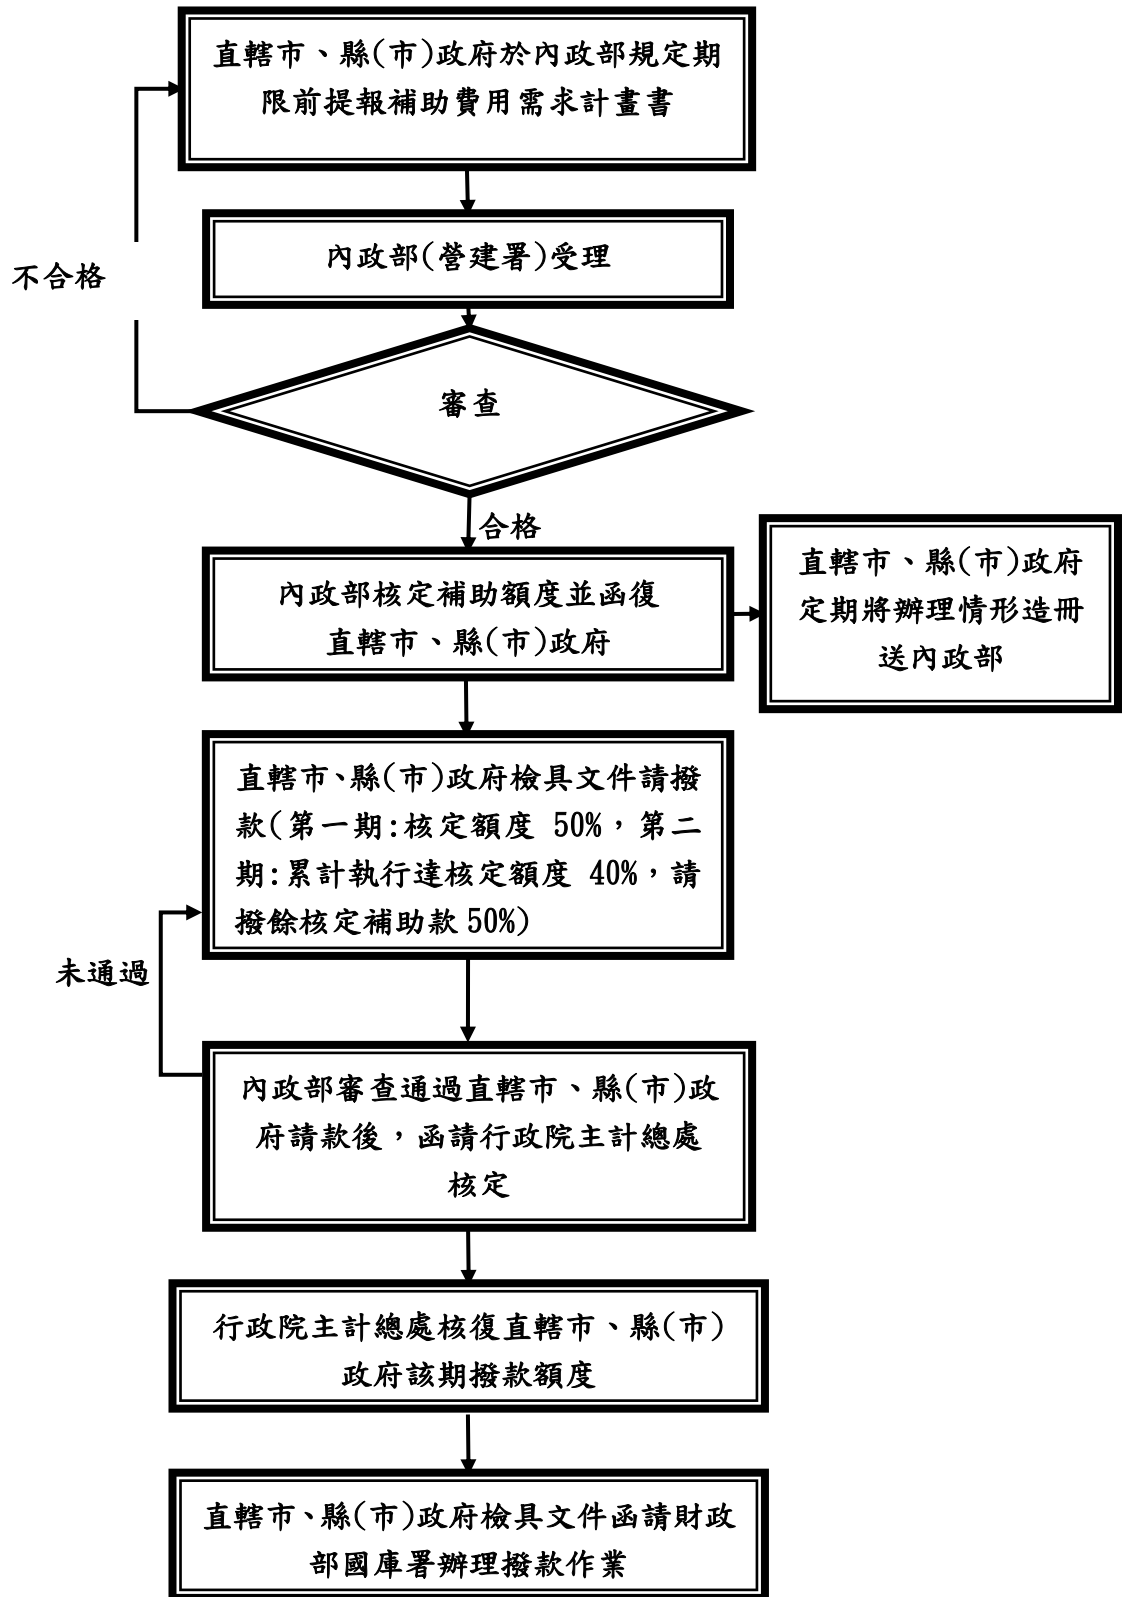 直轄市、縣(市)政府於內政部規定期
限前提報補助費用需求計畫書
內政部(營建署)受理
不合格
審查
合格
內政部核定補助額度並函復
直轄市、縣(市)政府
直轄市、縣(市)政府
定期將辦理情形造冊
送內政部
直轄市、縣(市)政府檢具文件請撥
款(第一期:核定額度 50%，第二
期:累計執行達核定額度 40%，請
撥餘核定補助款 50%)
未通過
內政部審查通過直轄市、縣(市)政
府請款後，函請行政院主計總處
核定
行政院主計總處核復直轄市、縣(市)
政府該期撥款額度
直轄市、縣(市)政府檢具文件函請財政
部國庫署辦理撥款作業